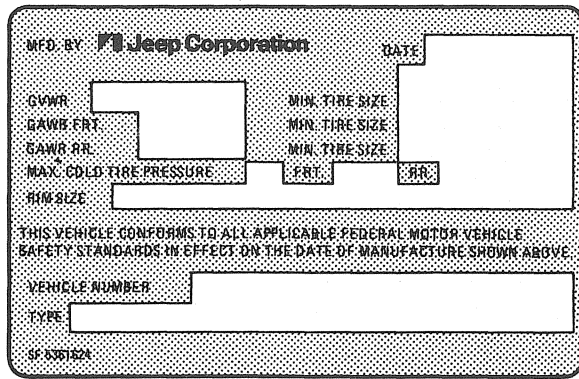 MFD. BY Jeep Corporation DATE
GVWR MIN. TIRE SIZE
GAWR FRT. MIN. TIRE SIZE
GAWR RR. MIN. TIRE SIZE
MAX. COLD TIRE PRESSURE FRT. RR.
RIM SIZE
THIS VEHICLE CONFORMS TO ALL APPLICABLE FEDERAL MOTOR VEHICLE
SAFETY STANDARDS IN EFFECT ON THE DATE OF MANUFACTURE SHOWN ABOVE.
VEHICLE NUMBER
TYPE
SF 5361624